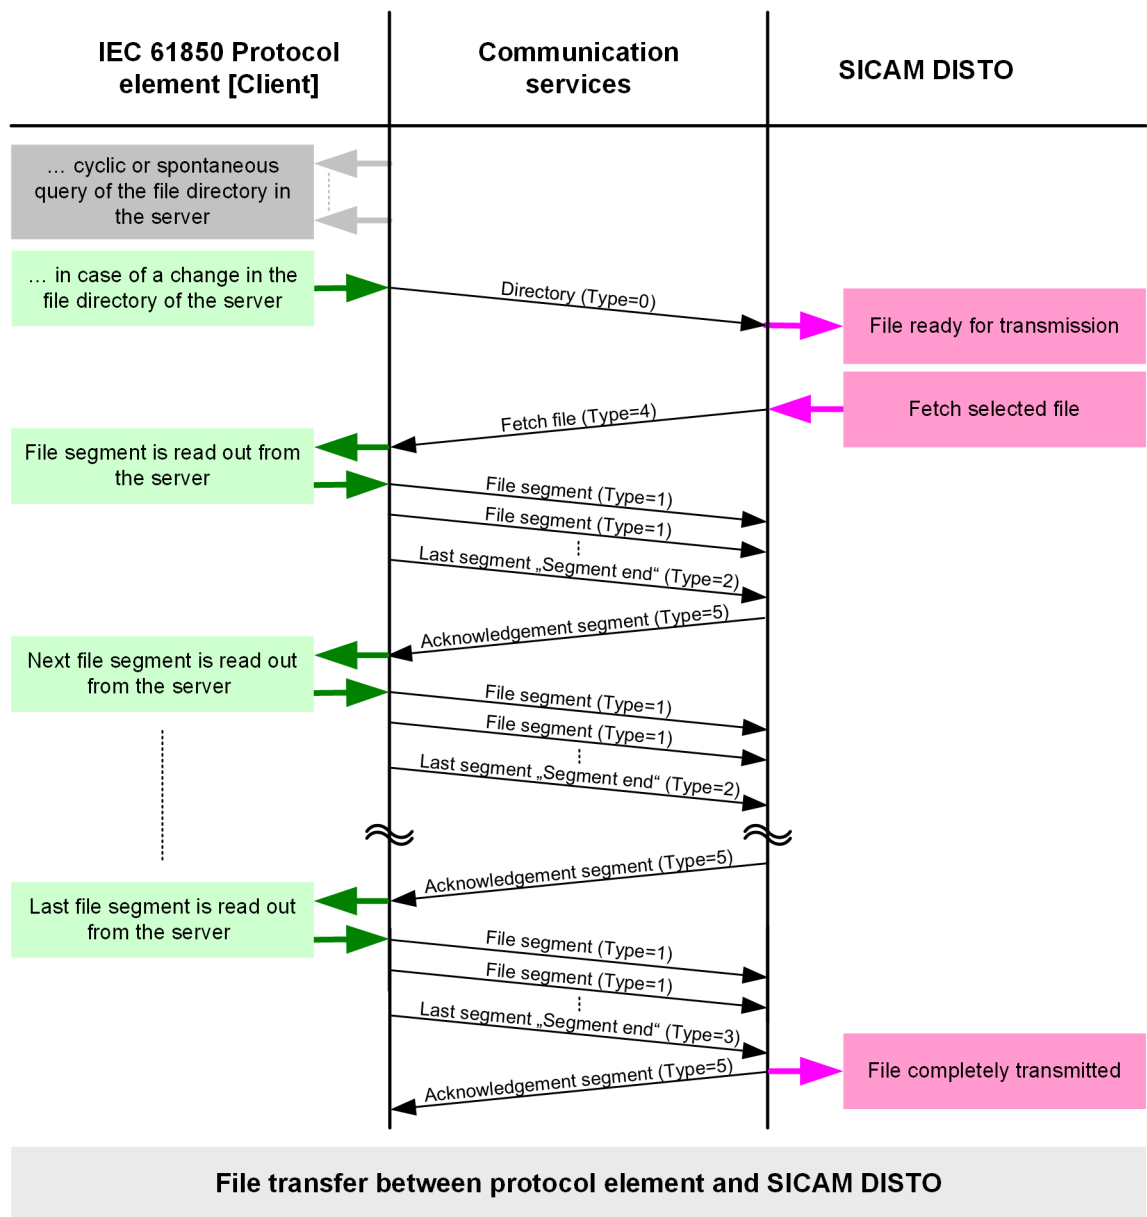 IEC 61850 Protocol
element [Client]
Communication
services
SICAM DISTO
… cyclic or spontaneous
query of the file directory in
the server
… in case of a change in the
file directory of the server
Directory (Type=0)
File ready for transmission
Fetch selected file
Fetch file (Type=4)
File segment is read out from
the server
File segment (Type=1)
File segment (Type=1)
Last segment „Segment end“ (Type=2)
Acknowledgement segment (Type=5)
Next file segment is read out
from the server
File segment (Type=1)
File segment (Type=1)
Last segment „Segment end“ (Type=2)
Acknowledgement segment (Type=5)
Last file segment is read out
from the server
File segment (Type=1)
File segment (Type=1)
Last segment „Segment end“ (Type=3)
Acknowledgement segment (Type=5)
File completely transmitted
File transfer between protocol element and SICAM DISTO